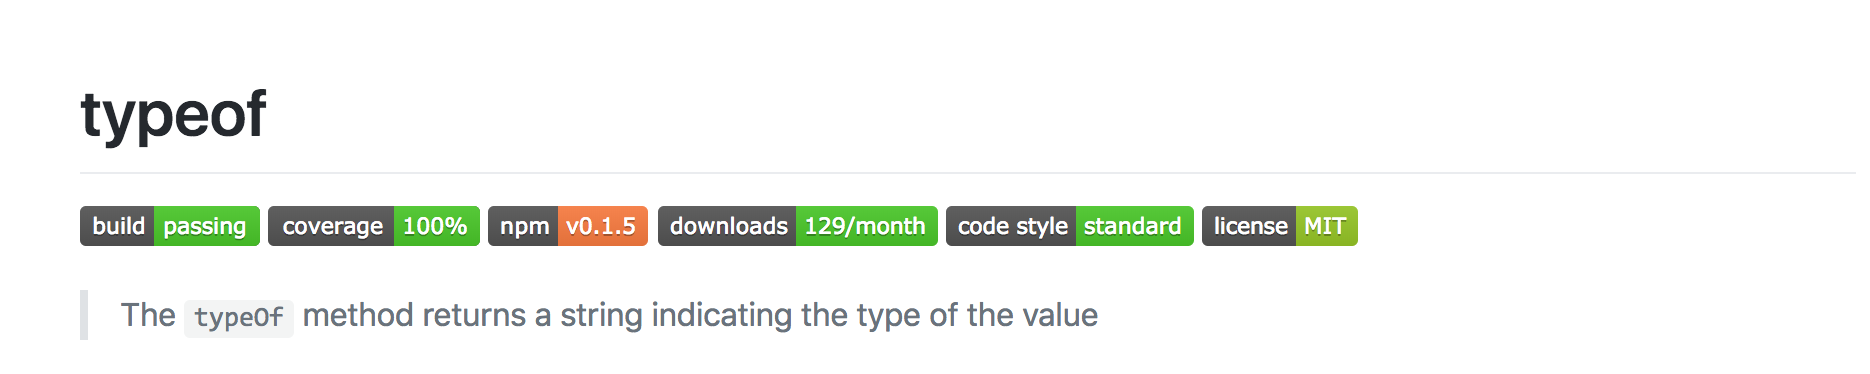 typeof
build passing coverage 100% npm v0.1.5 downloads 129/month code style standard license MIT
The typeOf method returns a string indicating the type of the value